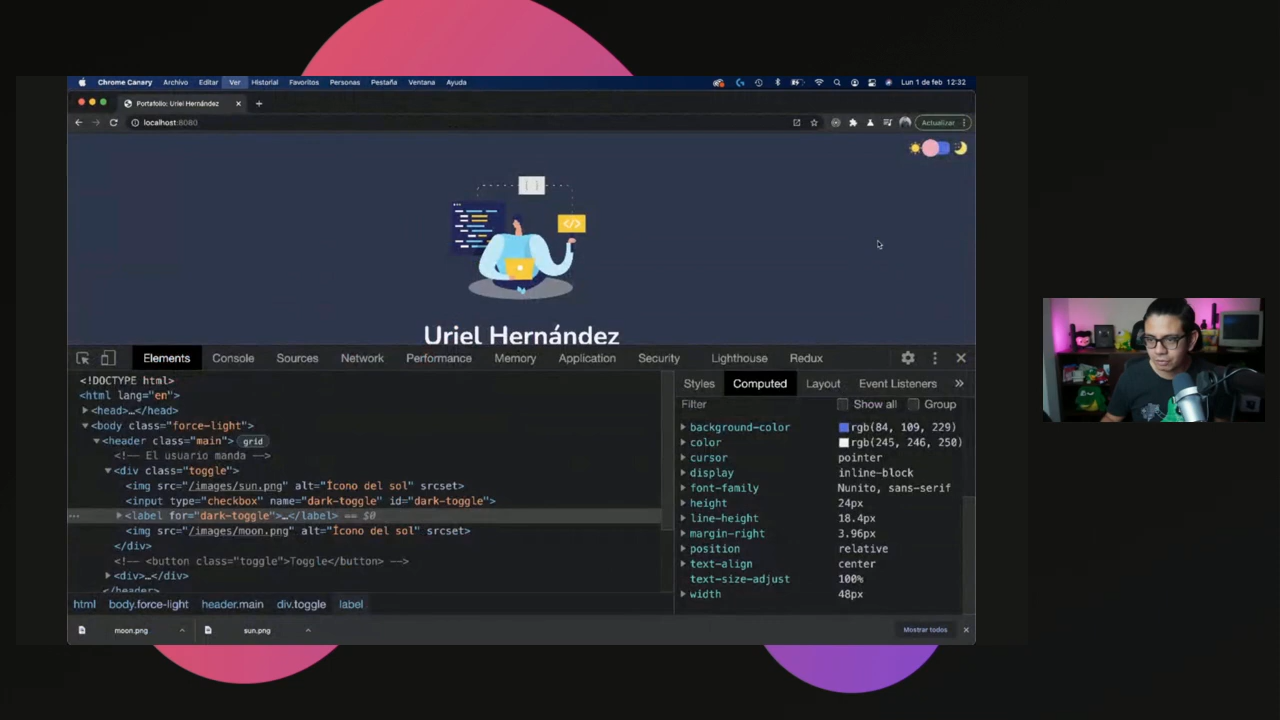 Chrome Canary Archivo Editar Ver Historial Favoritos Personas Pestaña Ventana Ayuda Lun 1 de feb 12:32
Portafolio: Uriel Hernández
localhost:8080 Actualizar
Uriel Hernández
Elements Console Sources Network Performance Memory Application Security Lighthouse Redux
<!DOCTYPE html>
<html lang="en">
<head>…</head>
<body class="force-light">
<header class="main"> grid
<!-- El usuario manda -->
<div class="toggle">
<img src="/images/sun.png" alt="Ícono del sol" srcset>
<input type="checkbox" name="dark-toggle" id="dark-toggle">
<label for="dark-toggle">…</label> == $0
<img src="/images/moon.png" alt="Ícono del sol" srcset>
</div>
<!-- <button class="toggle">Toggle</button> -->
<div>…</div>
</header>
html body.force-light header.main div.toggle label
Styles Computed Layout Event Listeners »
Filter Show all Group
background-color rgb(84, 109, 229)
color rgb(245, 246, 250)
cursor pointer
display inline-block
font-family Nunito, sans-serif
height 24px
line-height 18.4px
margin-right 3.96px
position relative
text-align center
text-size-adjust 100%
width 48px
moon.png sun.png Mostrar todos